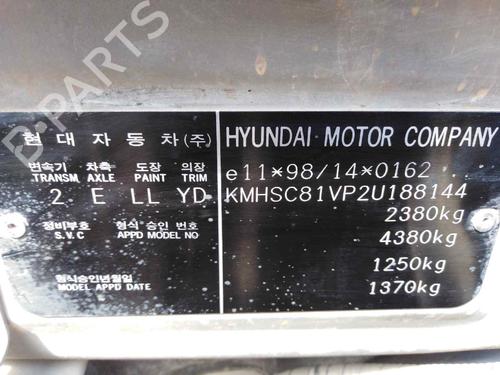 B-PARTS
현대자동차(주) HYUNDAI MOTOR COMPANY
변속기 차축 도장 의장
TRANSM AXLE PAINT TRIM
e11*98/14*0162
2 E LL YD
KMHSC81VP2U188144
2380kg
정비부호 형식 승인 번호
S.V.C APPD MODEL NO
4380kg
1250kg
형식승인년월일
MODEL APPD DATE
1370kg